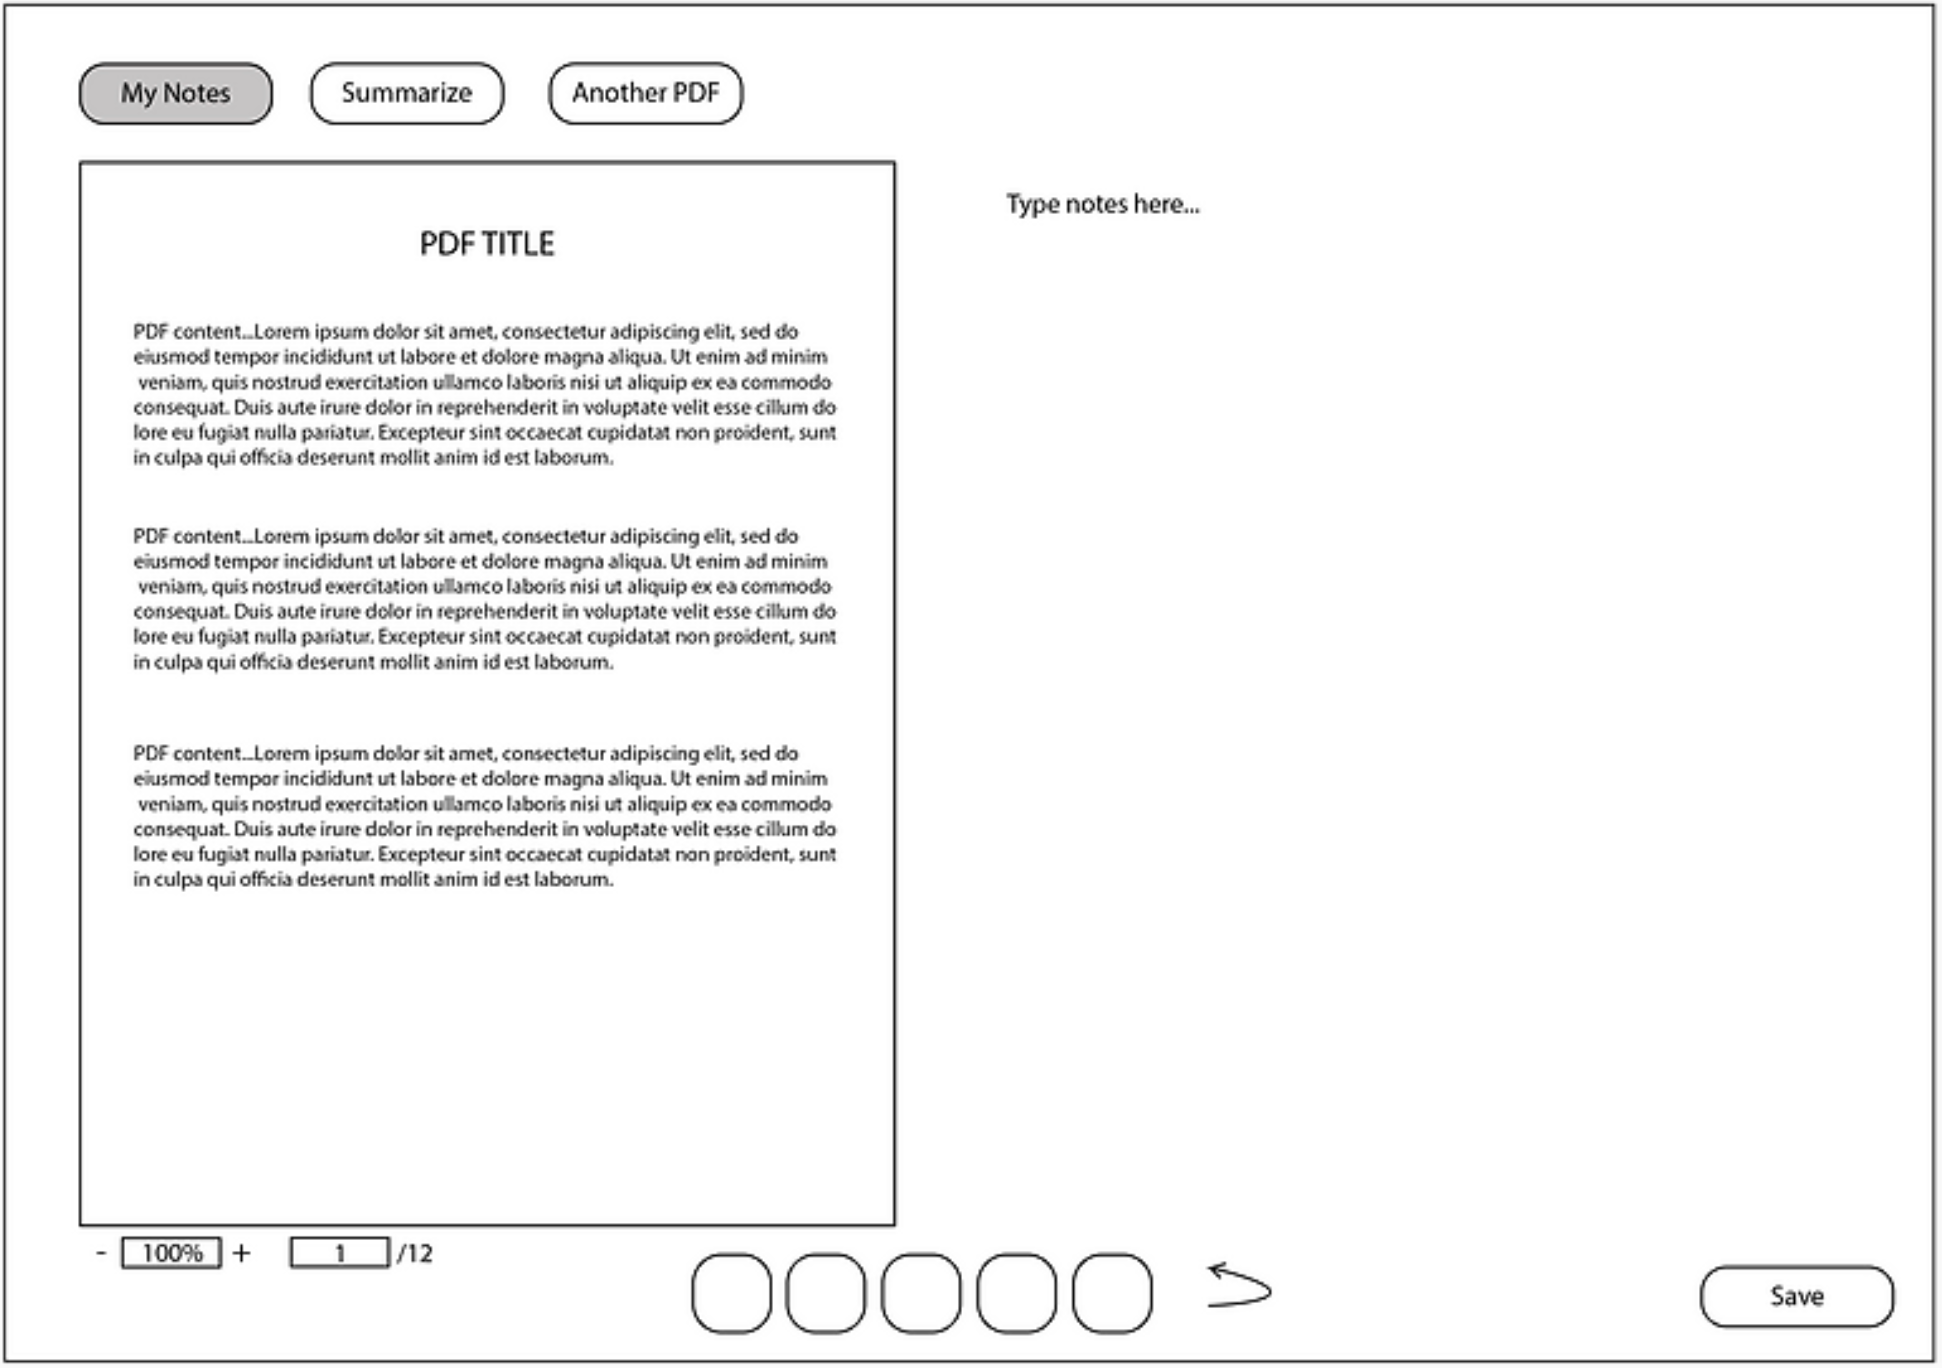 My Notes
Summarize
Another PDF
PDF TITLE
PDF content...Lorem ipsum dolor sit amet, consectetur adipiscing elit, sed do
eiusmod tempor incididunt ut labore et dolore magna aliqua. Ut enim ad minim
veniam, quis nostrud exercitation ullamco laboris nisi ut aliquip ex ea commodo
consequat. Duis aute irure dolor in reprehenderit in voluptate velit esse cillum do
lore eu fugiat nulla pariatur. Excepteur sint occaecat cupidatat non proident, sunt
in culpa qui officia deserunt mollit anim id est laborum.
PDF content...Lorem ipsum dolor sit amet, consectetur adipiscing elit, sed do
eiusmod tempor incididunt ut labore et dolore magna aliqua. Ut enim ad minim
veniam, quis nostrud exercitation ullamco laboris nisi ut aliquip ex ea commodo
consequat. Duis aute irure dolor in reprehenderit in voluptate velit esse cillum do
lore eu fugiat nulla pariatur. Excepteur sint occaecat cupidatat non proident, sunt
in culpa qui officia deserunt mollit anim id est laborum.
PDF content...Lorem ipsum dolor sit amet, consectetur adipiscing elit, sed do
eiusmod tempor incididunt ut labore et dolore magna aliqua. Ut enim ad minim
veniam, quis nostrud exercitation ullamco laboris nisi ut aliquip ex ea commodo
consequat. Duis aute irure dolor in reprehenderit in voluptate velit esse cillum do
lore eu fugiat nulla pariatur. Excepteur sint occaecat cupidatat non proident, sunt
in culpa qui officia deserunt mollit anim id est laborum.
Type notes here...
- 100% + 1 /12
Save